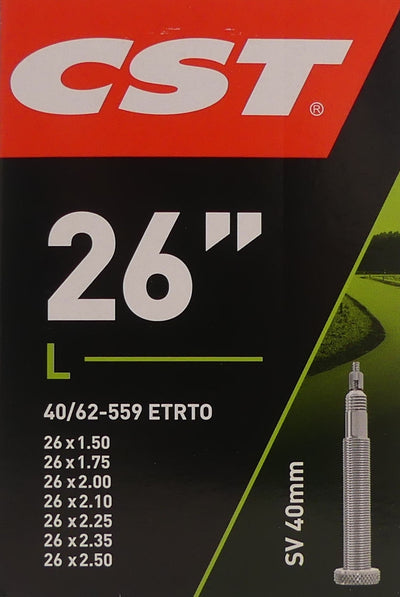 CST®
26”
L
40/62-559 ETRTO
26 x 1.50
26 x 1.75
26 x 2.00
26 x 2.10
26 x 2.25
26 x 2.35
26 x 2.50
SV 40mm